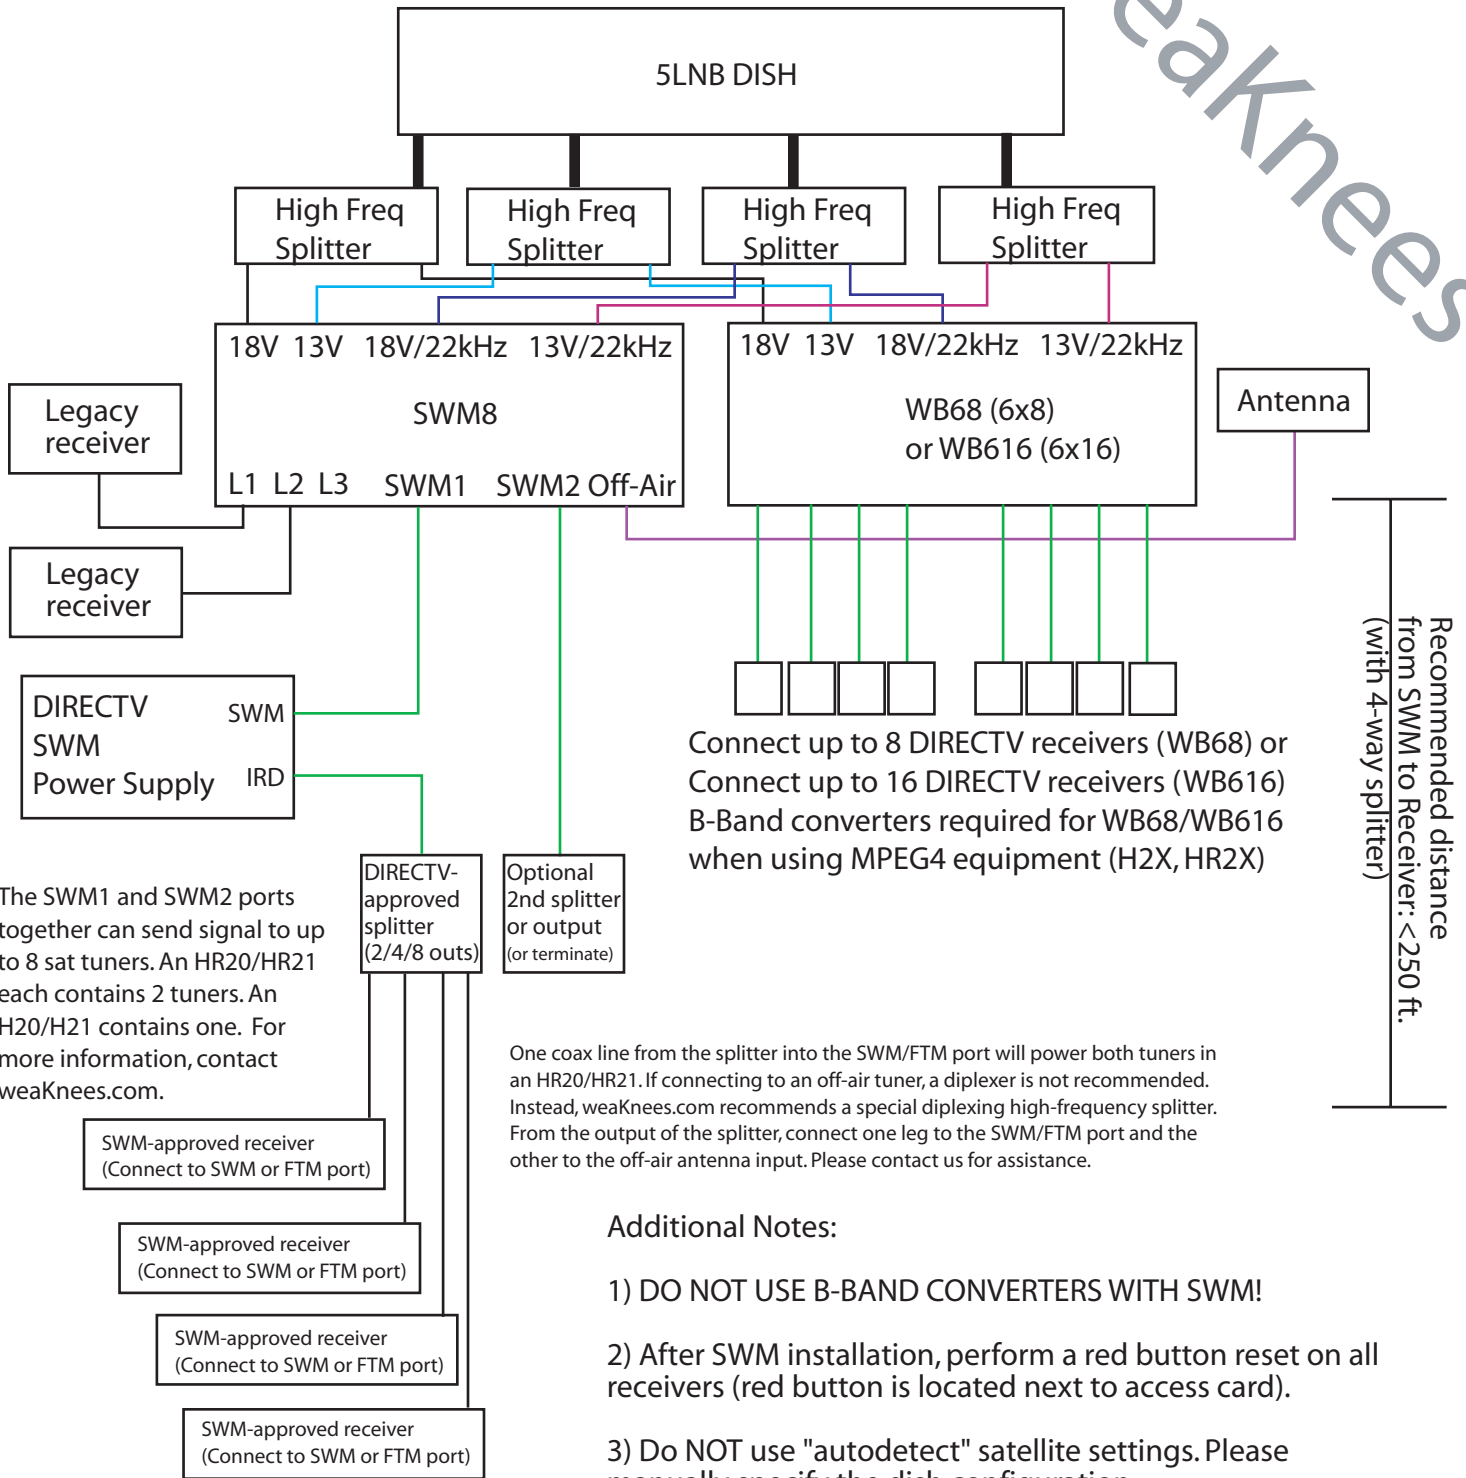 5LNB DISH
eaKnees
High Freq
Splitter
High Freq
Splitter
High Freq
Splitter
High Freq
Splitter
18V 13V 18V/22kHz 13V/22kHz
SWM8
L1 L2 L3 SWM1 SWM2 Off-Air
18V 13V 18V/22kHz 13V/22kHz
WB68 (6x8)
or WB616 (6x16)
Antenna
Legacy
receiver
Legacy
receiver
DIRECTV
SWM
Power Supply
SWM
IRD
Connect up to 8 DIRECTV receivers (WB68) or
Connect up to 16 DIRECTV receivers (WB616)
B-Band converters required for WB68/WB616
when using MPEG4 equipment (H2X, HR2X)
Recommended distance
from SWM to Receiver: <250 ft.
(with 4-way splitter)
DIRECTV-
approved
splitter
(2/4/8 outs)
Optional
2nd splitter
or output
(or terminate)
The SWM1 and SWM2 ports
together can send signal to up
to 8 sat tuners. An HR20/HR21
each contains 2 tuners. An
H20/H21 contains one. For
more information, contact
weaKnees.com.
One coax line from the splitter into the SWM/FTM port will power both tuners in
an HR20/HR21. If connecting to an off-air tuner, a diplexer is not recommended.
Instead, weaKnees.com recommends a special diplexing high-frequency splitter.
From the output of the splitter, connect one leg to the SWM/FTM port and the
other to the off-air antenna input. Please contact us for assistance.
SWM-approved receiver
(Connect to SWM or FTM port)
SWM-approved receiver
(Connect to SWM or FTM port)
SWM-approved receiver
(Connect to SWM or FTM port)
SWM-approved receiver
(Connect to SWM or FTM port)
Additional Notes:
1) DO NOT USE B-BAND CONVERTERS WITH SWM!
2) After SWM installation, perform a red button reset on all
receivers (red button is located next to access card).
3) Do NOT use "autodetect" satellite settings. Please
manually specify the dish configuration